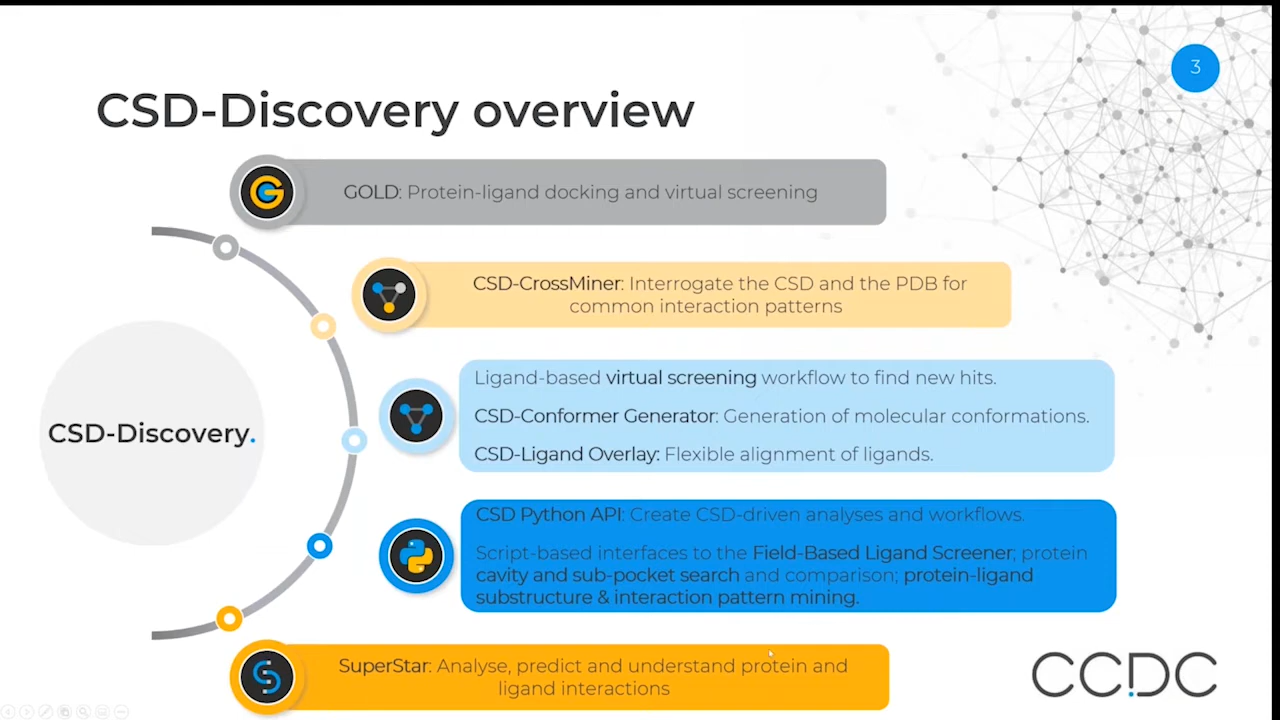 3
CSD-Discovery overview
GOLD: Protein-ligand docking and virtual screening
CSD-CrossMiner: Interrogate the CSD and the PDB for
common interaction patterns
Ligand-based virtual screening workflow to find new hits.
CSD-Conformer Generator: Generation of molecular conformations.
CSD-Discovery.
CSD-Ligand Overlay: Flexible alignment of ligands.
CSD Python API: Create CSD-driven analyses and workflows.
Script-based interfaces to the Field-Based Ligand Screener; protein
cavity and sub-pocket search and comparison; protein-ligand
substructure & interaction pattern mining.
SuperStar: Analyse, predict and understand protein and
ligand interactions
CCDC